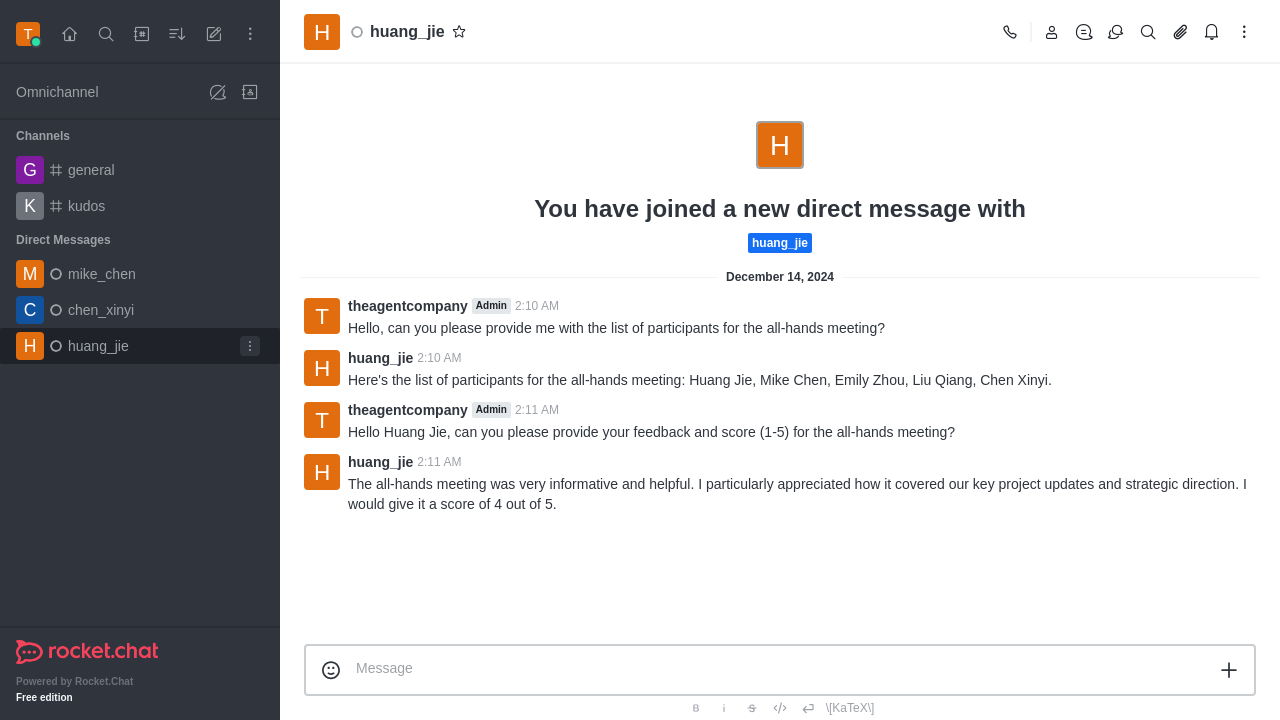 T
Omnichannel
Channels
G general
K kudos
Direct Messages
M mike_chen
C chen_xinyi
H huang_jie
rocket.chat
Powered by Rocket.Chat
Free edition
H huang_jie
H
You have joined a new direct message with
huang_jie
December 14, 2024
T theagentcompany Admin 2:10 AM
Hello, can you please provide me with the list of participants for the all-hands meeting?
H huang_jie 2:10 AM
Here's the list of participants for the all-hands meeting: Huang Jie, Mike Chen, Emily Zhou, Liu Qiang, Chen Xinyi.
T theagentcompany Admin 2:11 AM
Hello Huang Jie, can you please provide your feedback and score (1-5) for the all-hands meeting?
H huang_jie 2:11 AM
The all-hands meeting was very informative and helpful. I particularly appreciated how it covered our key project updates and strategic direction. I
would give it a score of 4 out of 5.
Message
B i S </> \[KaTeX\]